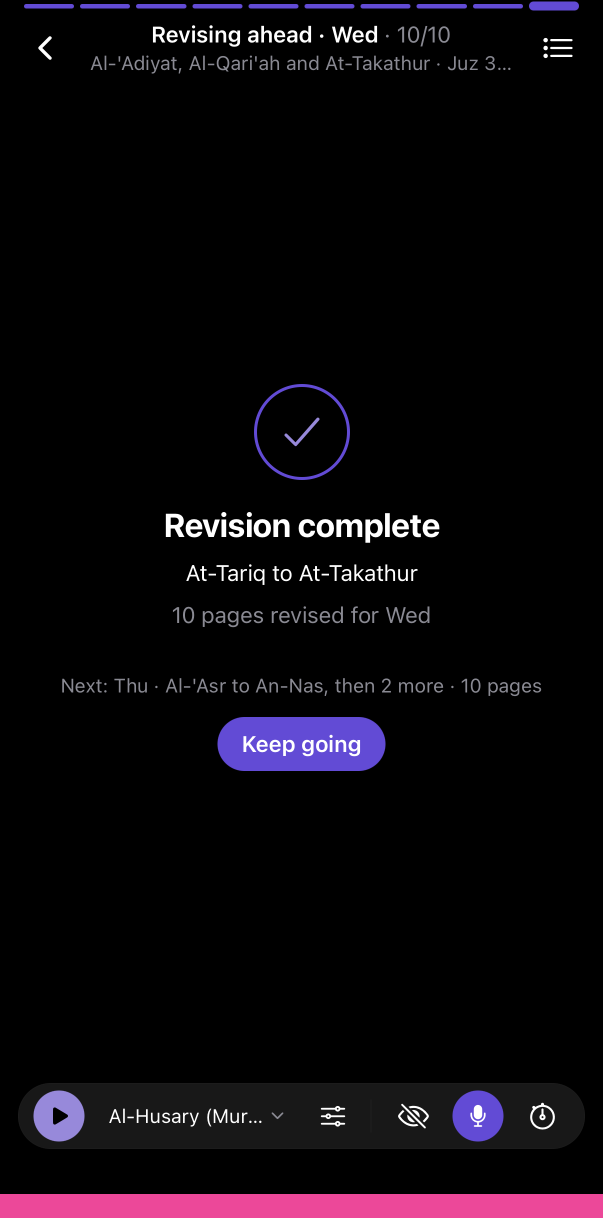 Revising ahead · Wed · 10/10
Al-'Adiyat, Al-Qari'ah and At-Takathur · Juz 3...
Revision complete
At-Tariq to At-Takathur
10 pages revised for Wed
Next: Thu · Al-'Asr to An-Nas, then 2 more · 10 pages
Keep going
Al-Husary (Mur...